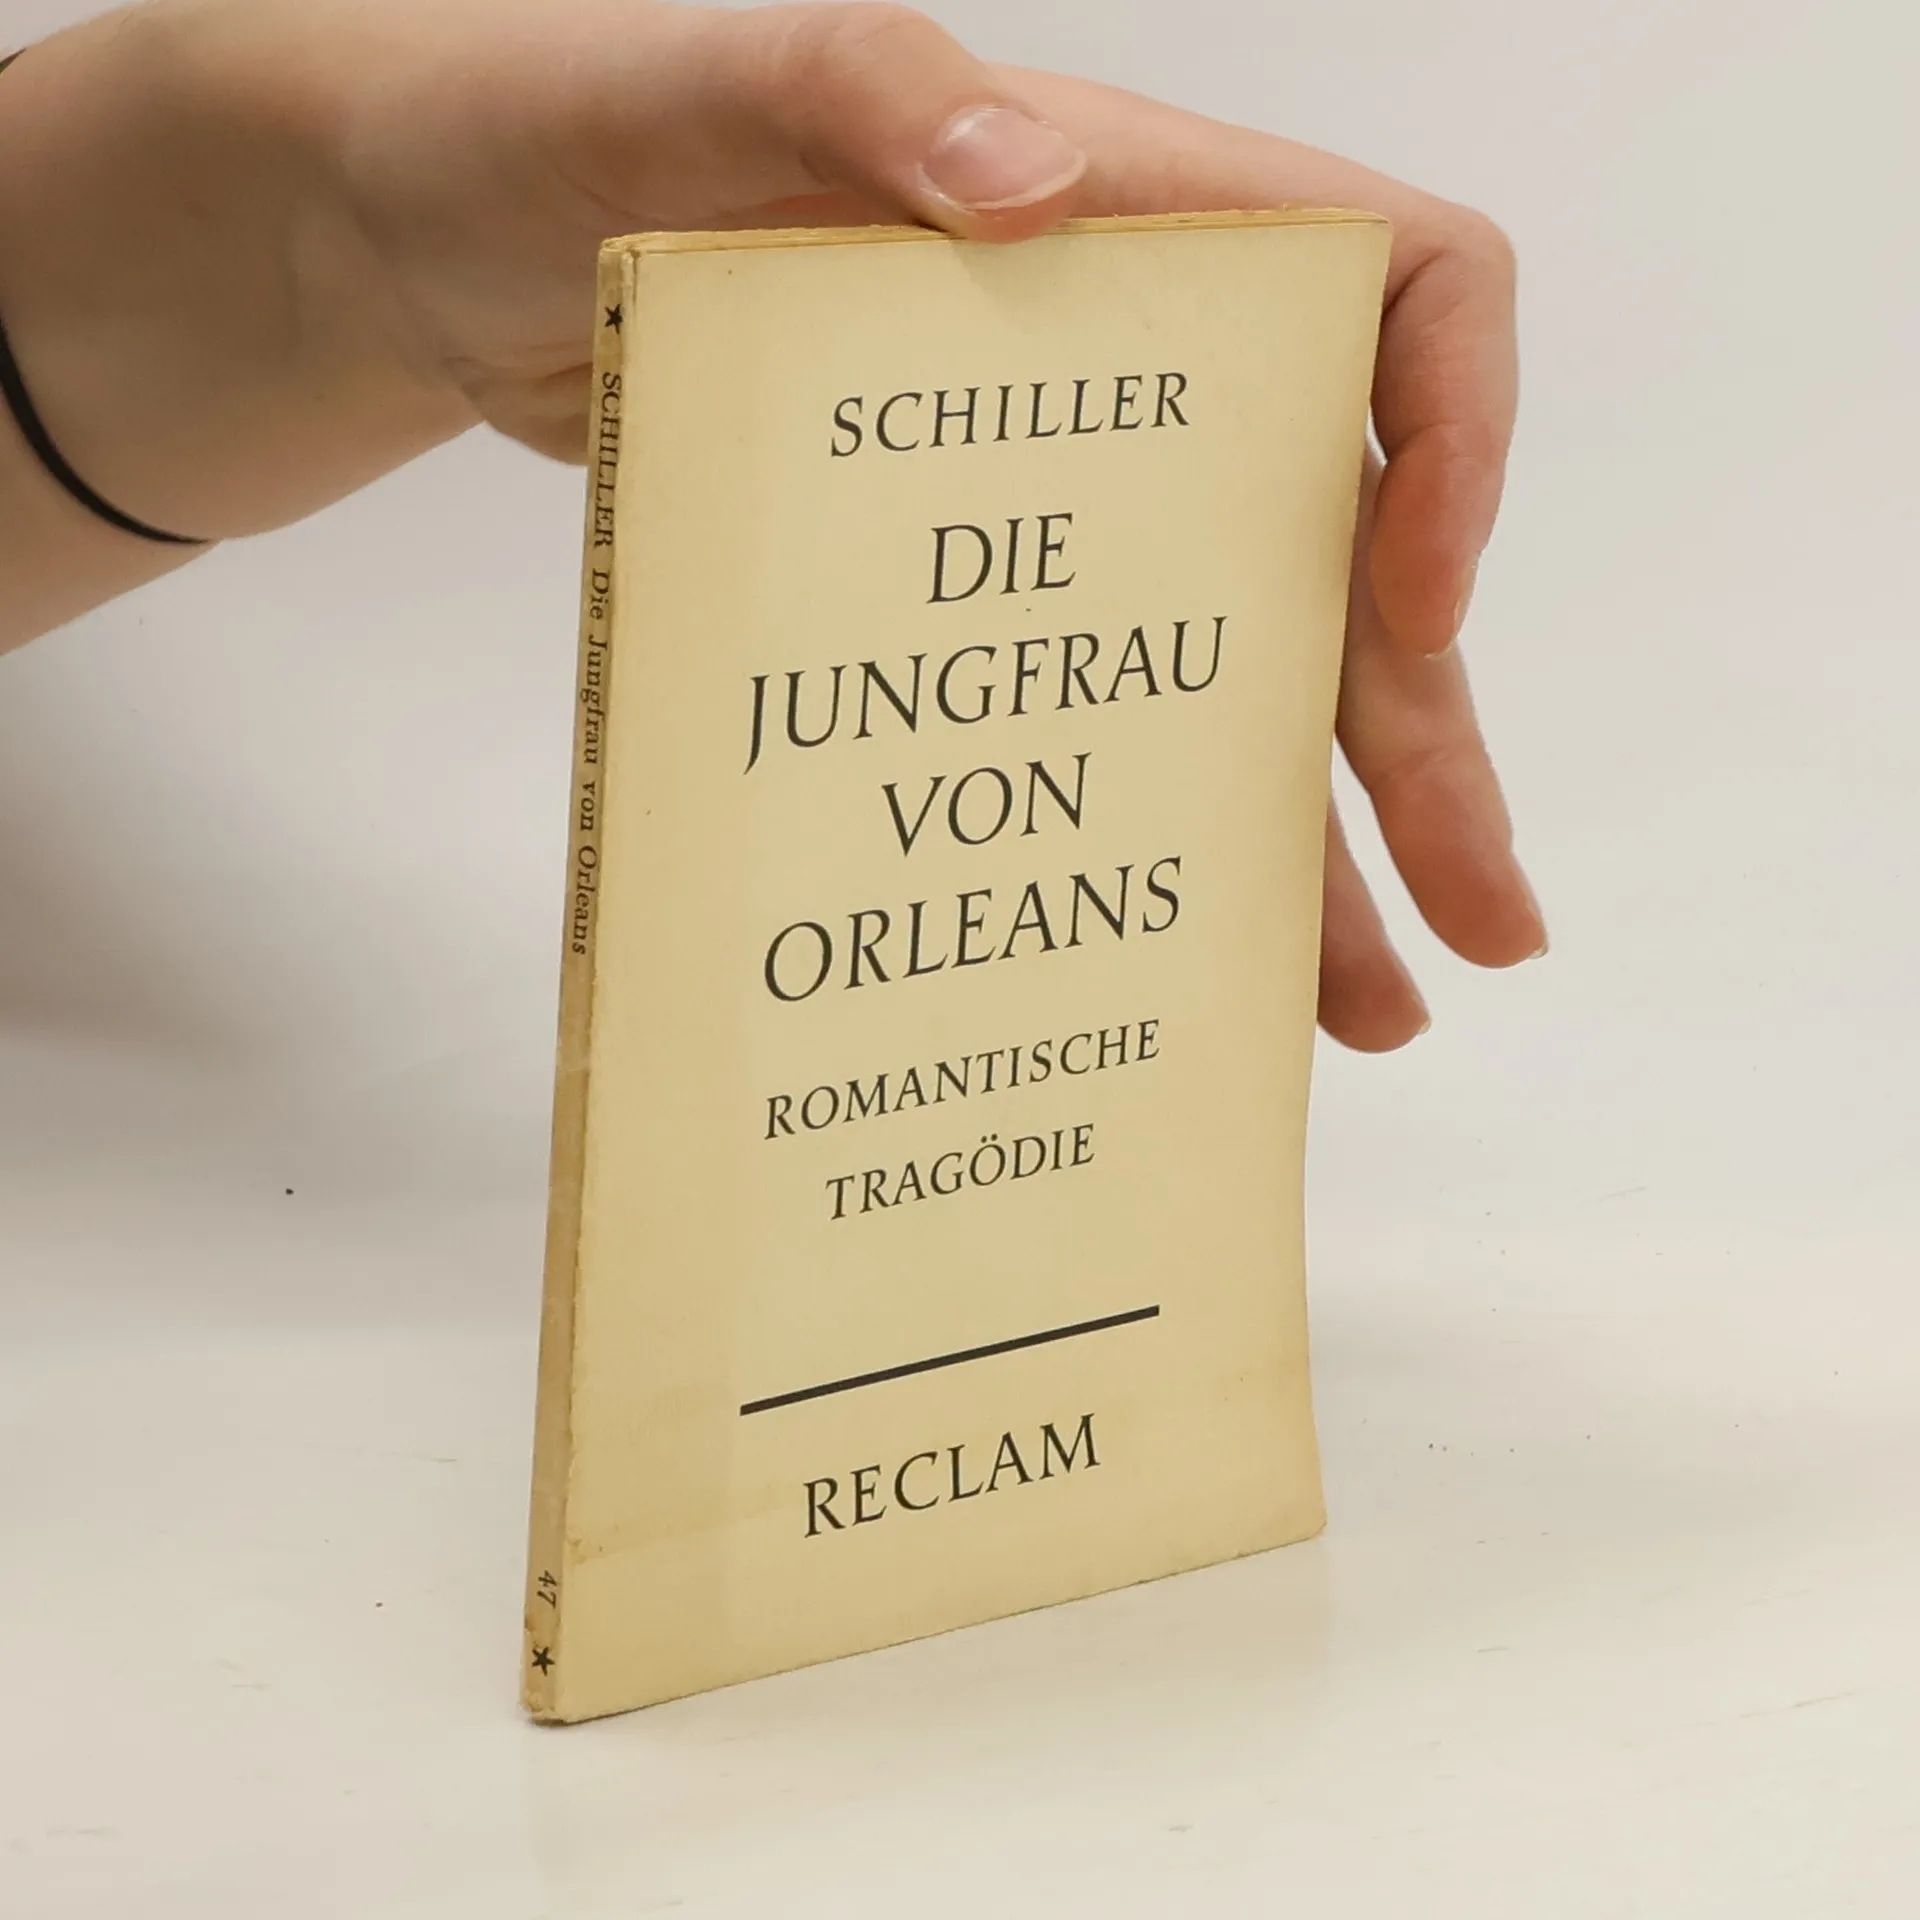 SCHILLER
DIE
JUNGFRAU
VON
ORLEANS
ROMANTISCHE
TRAGÖDIE
RECLAM
SCHILLER Die Jungfrau von Orleans
47